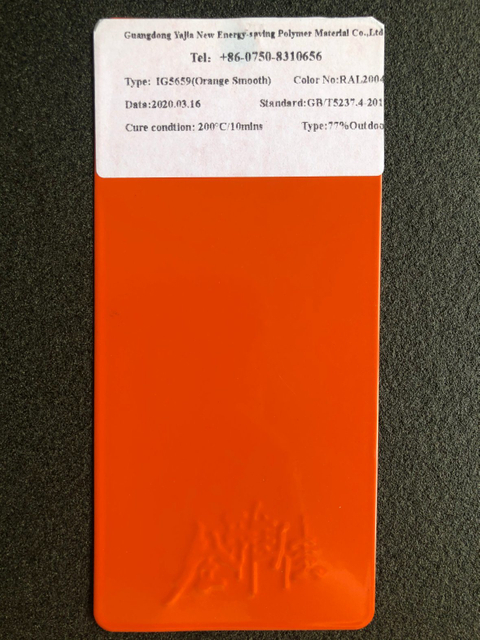 Guangdong Yajia New Energy-saving Polymer Material Co.,Ltd
Tel: +86-0750-8310656
Type: IG5659(Orange Smooth) Color No:RAL2004
Data:2020.03.16 Standard:GB/T5237.4-201
Cure condtion: 200°C/10mins Type:77%Outdoo